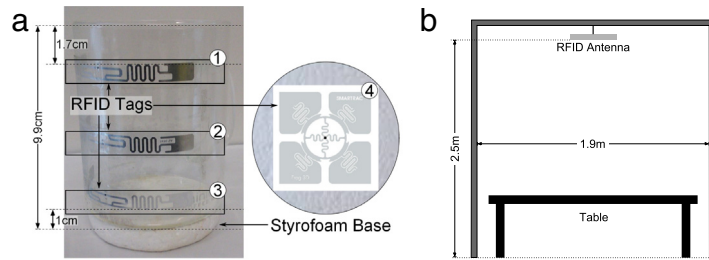 a
1.7cm
1
RFID Tags
9.9cm
2
3
1cm
4
Styrofoam Base
b
RFID Antenna
2.5m
1.9m
Table